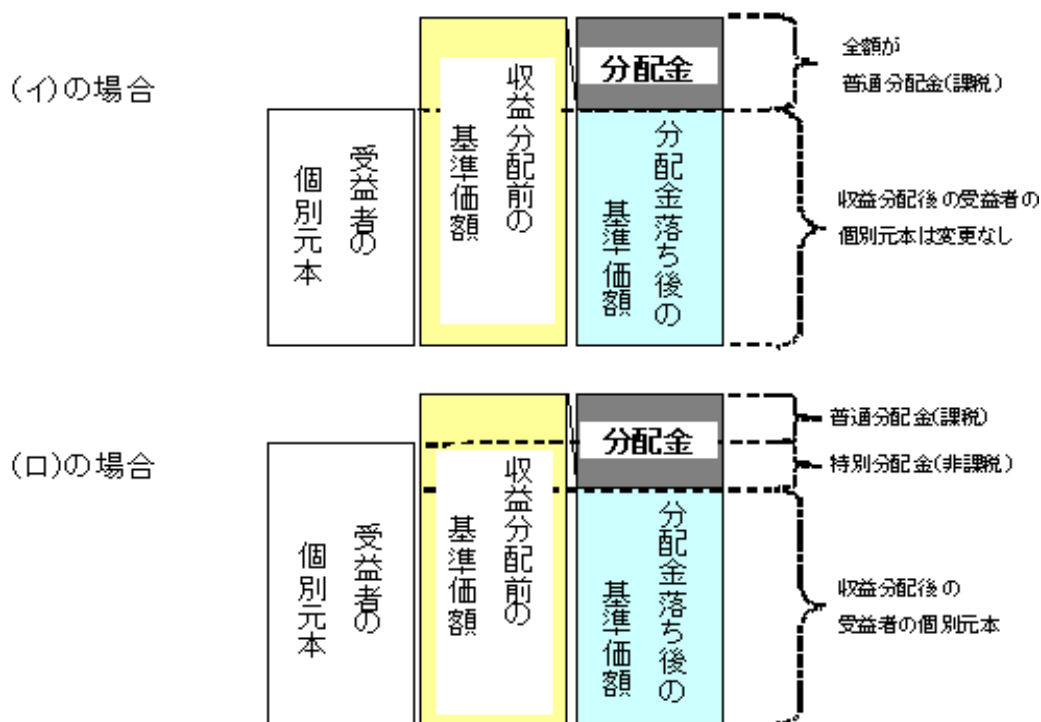 (イ)の場合
受益者の
個別元本
収益分配前の
基準価額
分配金
分配金落ち後の
基準価額
全額が
普通分配金(課税)
収益分配後の受益者の
個別元本は変更なし
(ロ)の場合
受益者の
個別元本
収益分配前の
基準価額
分配金
分配金落ち後の
基準価額
普通分配金(課税)
特別分配金(非課税)
収益分配後の
受益者の個別元本